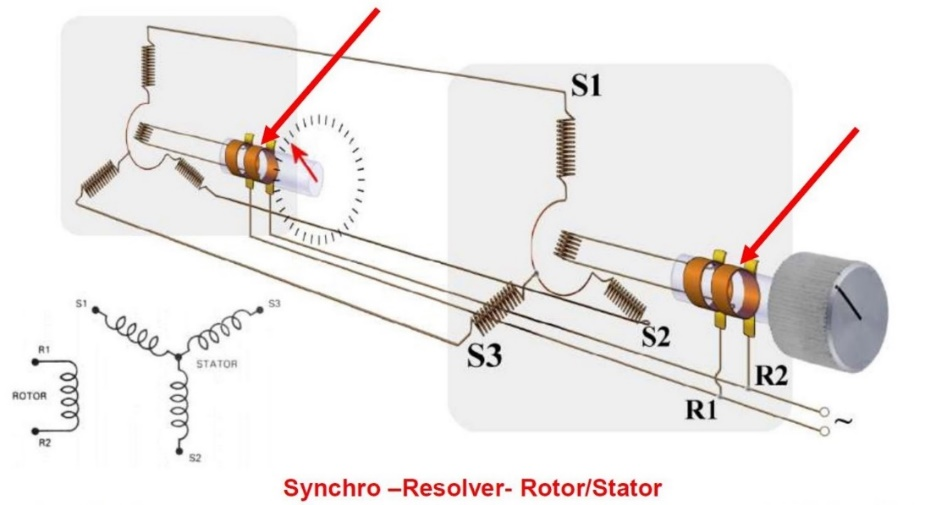 S1
S2
S3
R1
R2
~
S1
S3
R1
STATOR
ROTOR
R2
S2
Synchro –Resolver- Rotor/Stator